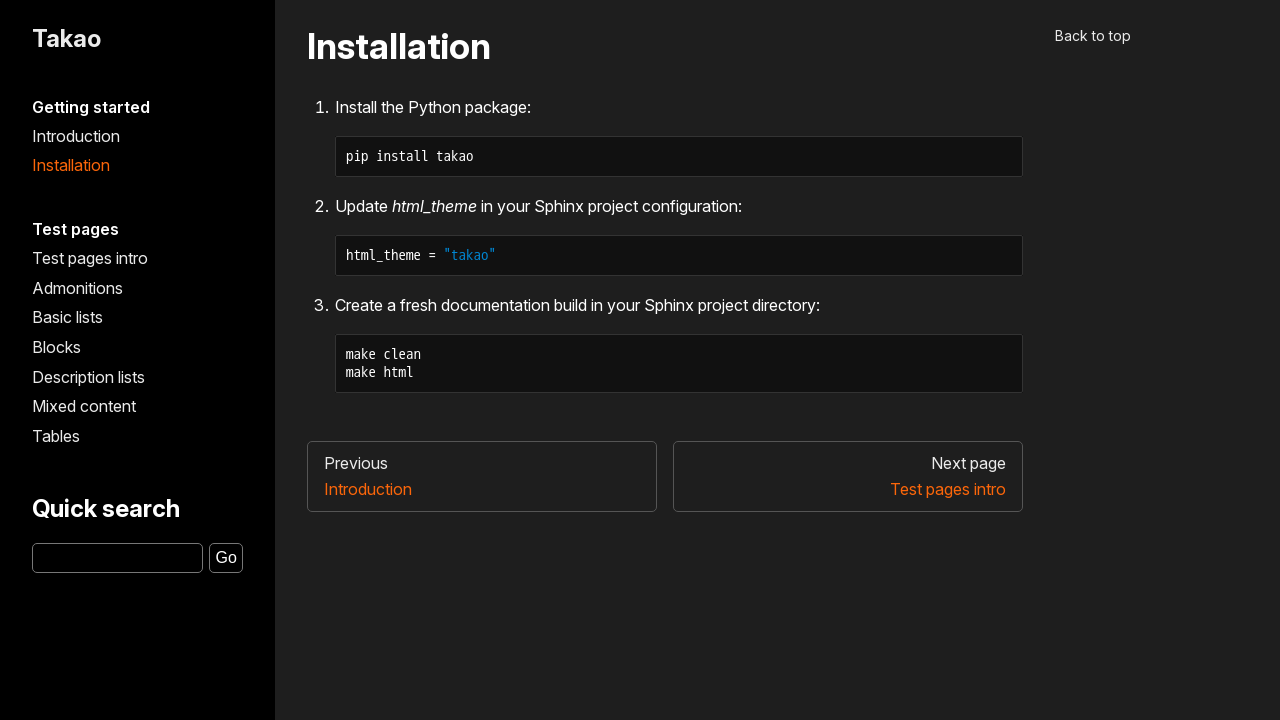 Takao
Getting started
Introduction
Installation
Test pages
Test pages intro
Admonitions
Basic lists
Blocks
Description lists
Mixed content
Tables
Quick search
Go
Installation
1. Install the Python package:
pip install takao
2. Update html_theme in your Sphinx project configuration:
html_theme = "takao"
3. Create a fresh documentation build in your Sphinx project directory:
make clean
make html
Previous
Introduction
Next page
Test pages intro
Back to top